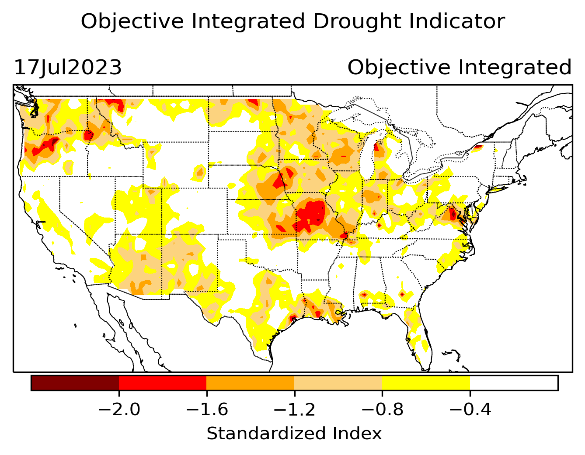 Objective Integrated Drought Indicator
17Jul2023 Objective Integrated
−2.0 −1.6 −1.2 −0.8 −0.4
Standardized Index